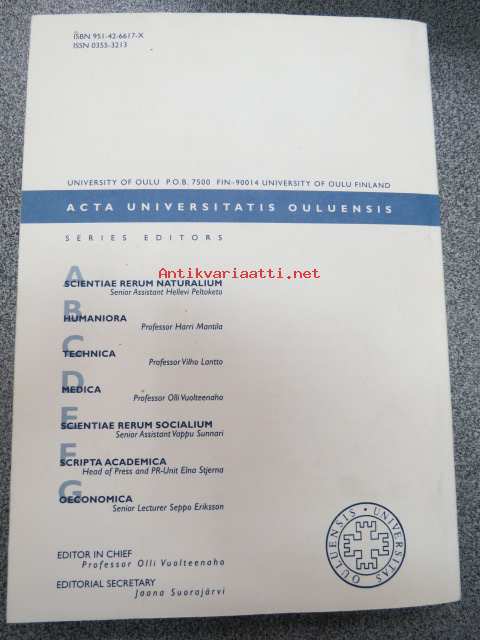 ISBN 951-42-6617-X
ISSN 0355-3213
UNIVERSITY OF OULU P.O.B. 7500 FIN-90014 UNIVERSITY OF OULU FINLAND
ACTA UNIVERSITATIS OULUENSIS
SERIES EDITORS
Antikvariaatti.net
A
SCIENTIAE RERUM NATURALIUM
Senior Assistant Hellevi Peltoketo
B
HUMANIORA
Professor Harri Mantila
C
TECHNICA
Professor Vilho Lantto
D
MEDICA
Professor Olli Vuolteenaho
E
SCIENTIAE RERUM SOCIALIUM
Senior Assistant Vappu Sunnari
F
SCRIPTA ACADEMICA
Head of Press and PR-Unit Elna Stjerna
G
OECONOMICA
Senior Lecturer Seppo Eriksson
EDITOR IN CHIEF
Professor Olli Vuolteenaho
EDITORIAL SECRETARY
Joona Suorajärvi
UNIVERSITAS OULUENSIS